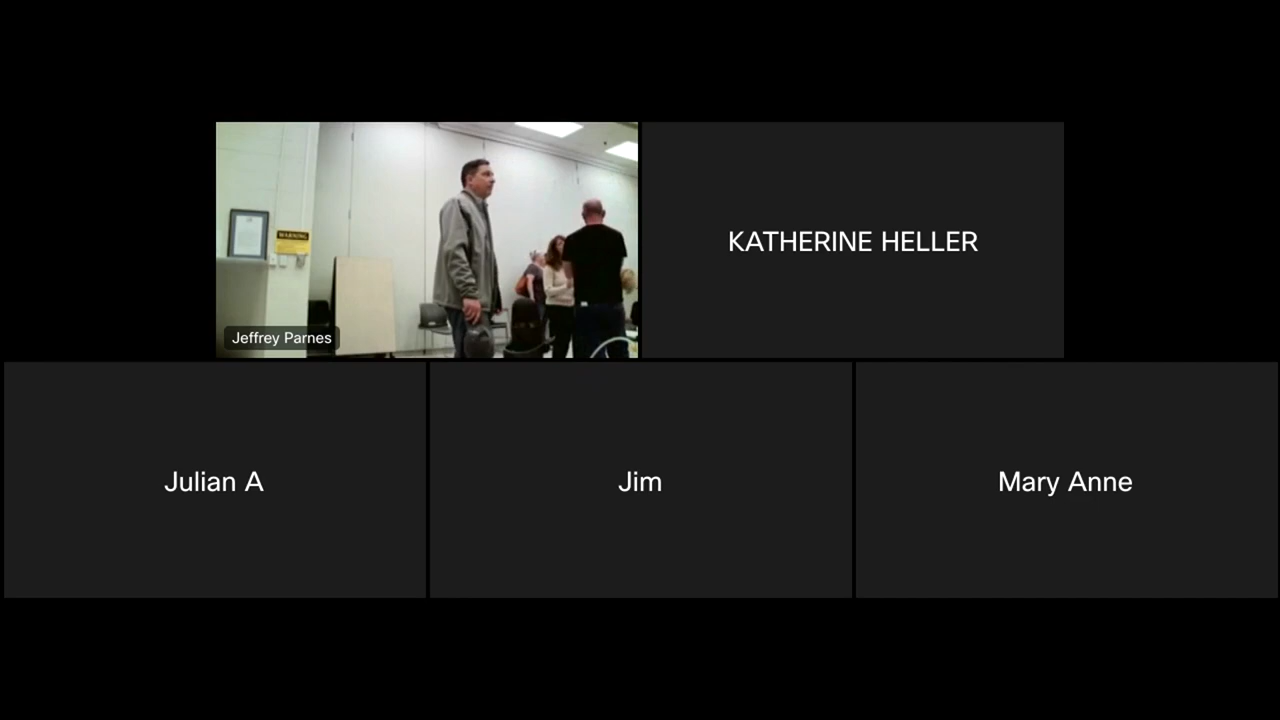 WARNING
Jeffrey Parnes
KATHERINE HELLER
Julian A
Jim
Mary Anne